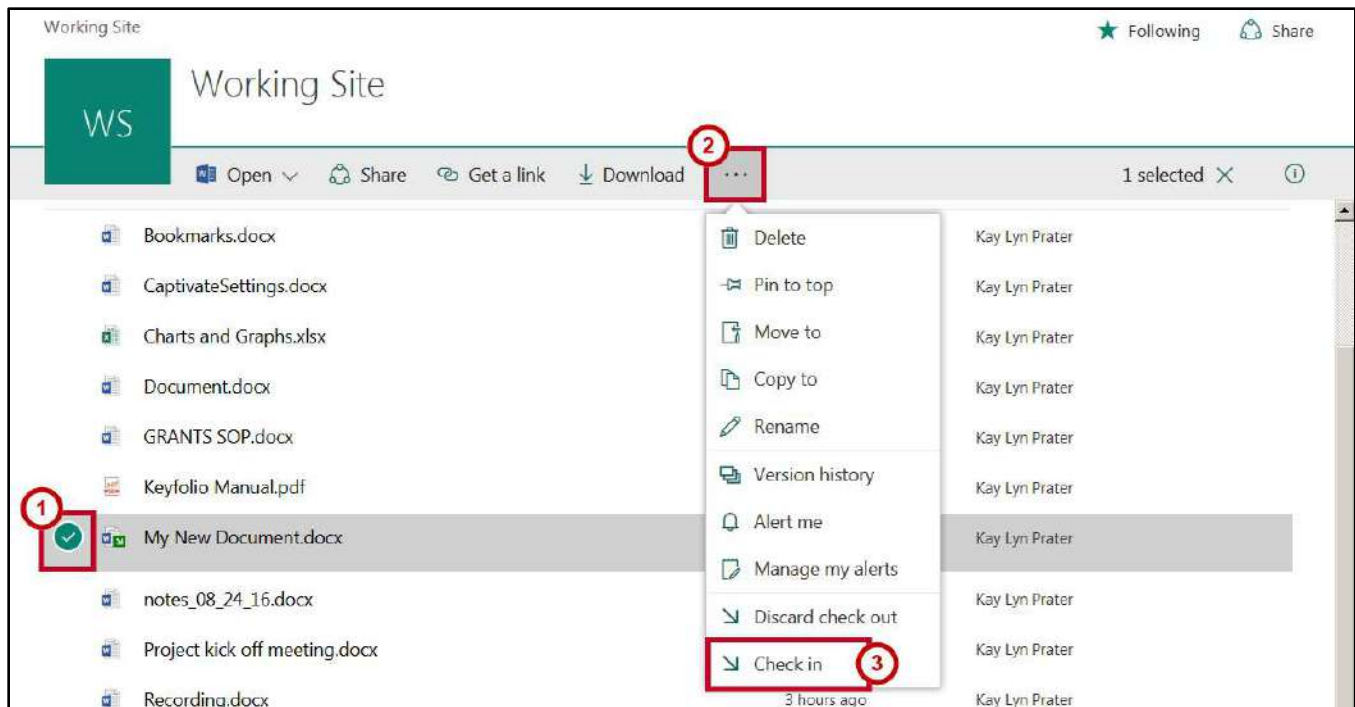 Working Site
Following Share
WS
Working Site
2
Open Share Get a link Download ... 1 selected
Bookmarks.docx Delete Kay Lyn Prater
CaptivateSettings.docx Pin to top Kay Lyn Prater
Charts and Graphs.xlsx Move to Kay Lyn Prater
Document.docx Copy to Kay Lyn Prater
GRANTS SOP.docx Rename Kay Lyn Prater
Keyfolio Manual.pdf Version history Kay Lyn Prater
1
My New Document.docx Alert me Kay Lyn Prater
Manage my alerts
notes_08_24_16.docx Discard check out Kay Lyn Prater
Project kick off meeting.docx Check in 3 Kay Lyn Prater
Recording.docx 3 hours ago Kay Lyn Prater